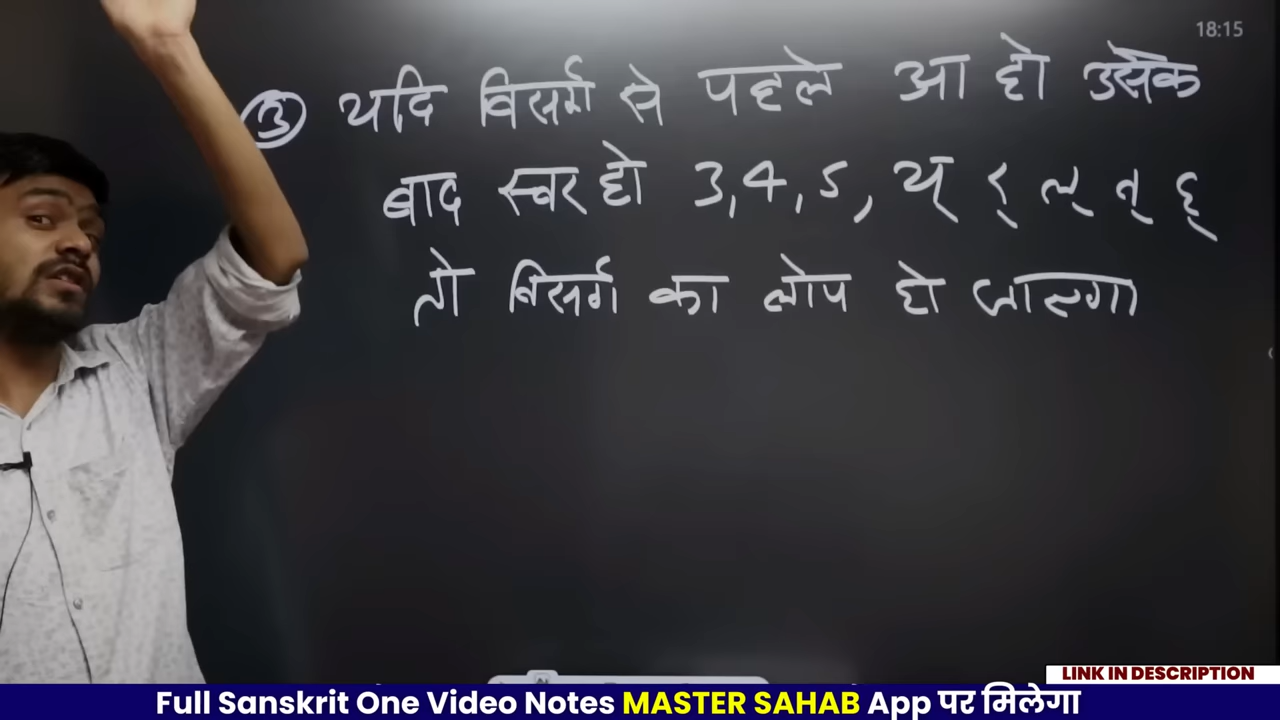 18:15
③ यदि विसर्ग से पहले आ हो उसके
बाद स्वर हो 3,4,5, य् र् ल् व् ह्
तो विसर्ग का लोप हो जाएगा
LINK IN DESCRIPTION
Full Sanskrit One Video Notes MASTER SAHAB App पर मिलेगा